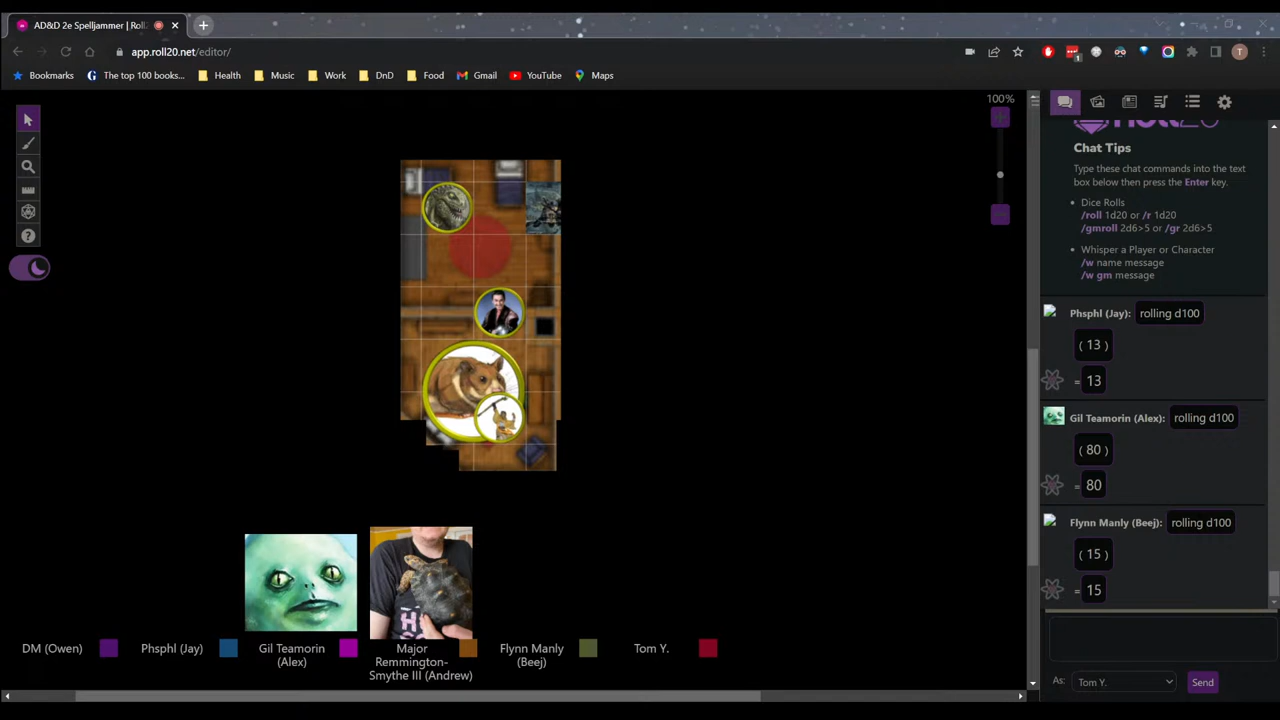 AD&D 2e Spelljammer | Roll
app.roll20.net/editor/
1
T
Bookmarks
The top 100 books...
Health
Music
Work
DnD
Food
Gmail
YouTube
Maps
100%
Chat Tips
Type these chat commands into the text
box below then press the Enter key.
• Dice Rolls
/roll 1d20 or /r 1d20
/gmroll 2d6>5 or /gr 2d6>5
• Whisper a Player or Character
/w name message
/w gm message
Phsphl (Jay): rolling d100
( 13 )
= 13
Gil Teamorin (Alex): rolling d100
( 80 )
= 80
Flynn Manly (Beej): rolling d100
( 15 )
= 15
DM (Owen)
Phsphl (Jay)
Gil Teamorin
(Alex)
Major
Remmington-
Smythe III (Andrew)
Flynn Manly
(Beej)
Tom Y.
As:
Tom Y.
Send